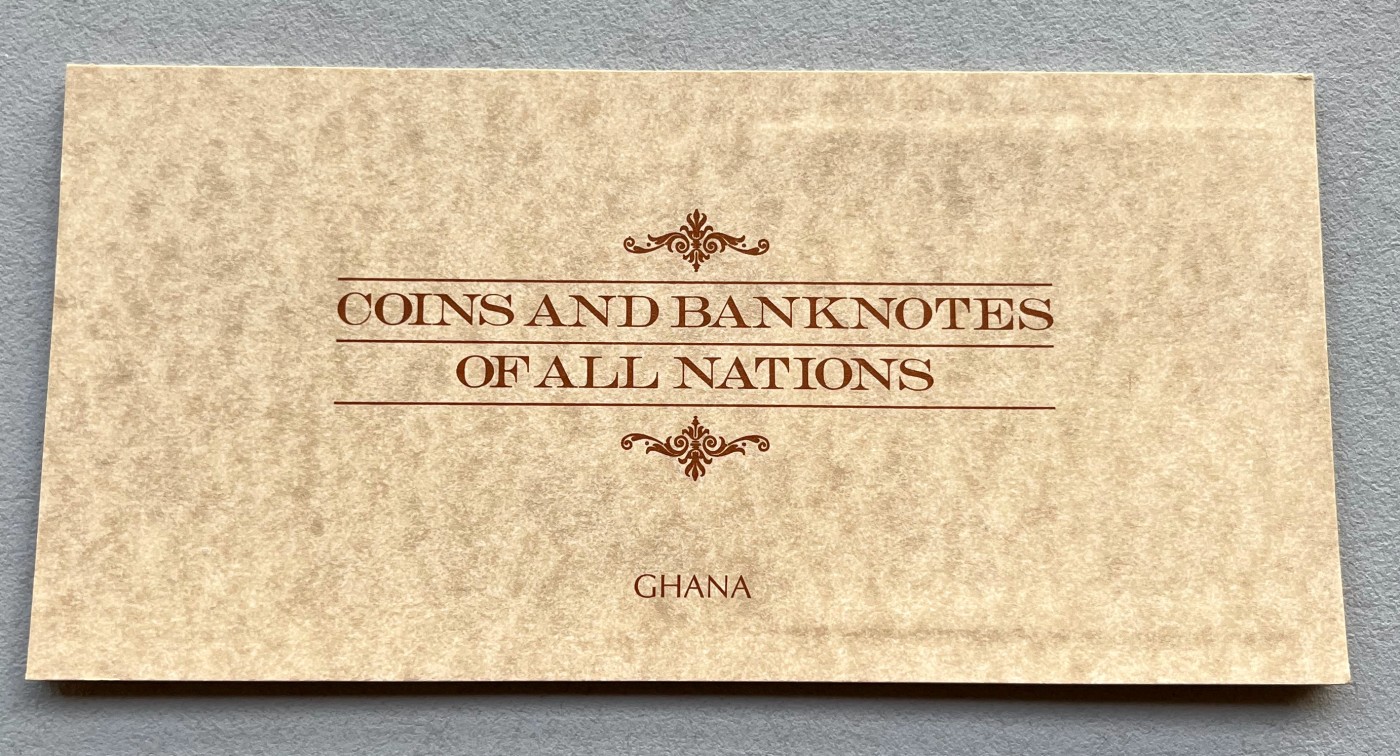 COINS AND BANKNOTES
OF ALL NATIONS
GHANA